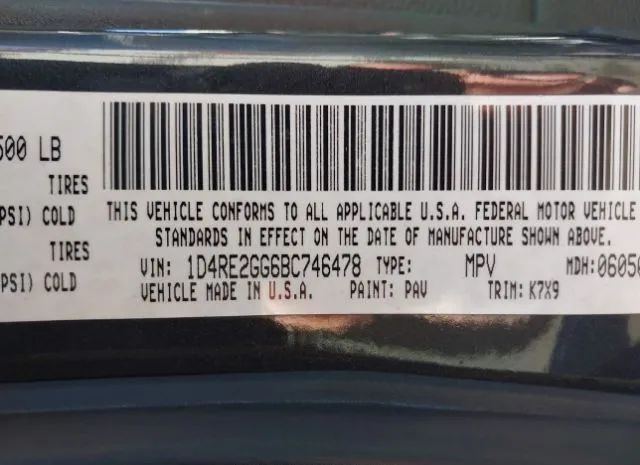 500 LB
TIRES
PSI) COLD
TIRES
PSI) COLD
THIS VEHICLE CONFORMS TO ALL APPLICABLE U.S.A. FEDERAL MOTOR VEHICLE
STANDARDS IN EFFECT ON THE DATE OF MANUFACTURE SHOWN ABOVE.
VIN: 1D4RE2GG6BC746478 TYPE: MPV MDH: 06050
VEHICLE MADE IN U.S.A. PAINT: PAV TRIM: K7X9